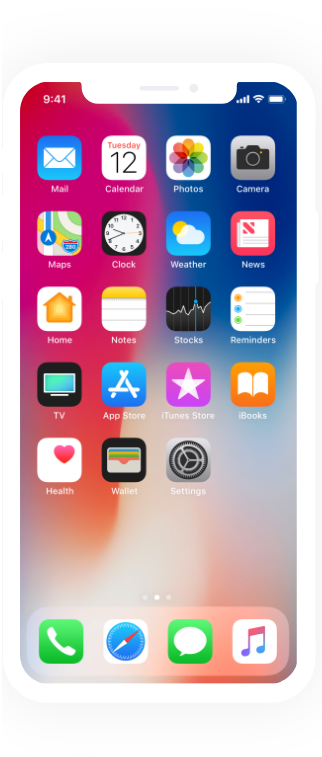 9:41
Tuesday
12
Mail Calendar Photos Camera
Maps Clock Weather News
Home Notes Stocks Reminders
TV App Store iTunes Store iBooks
Health Wallet Settings